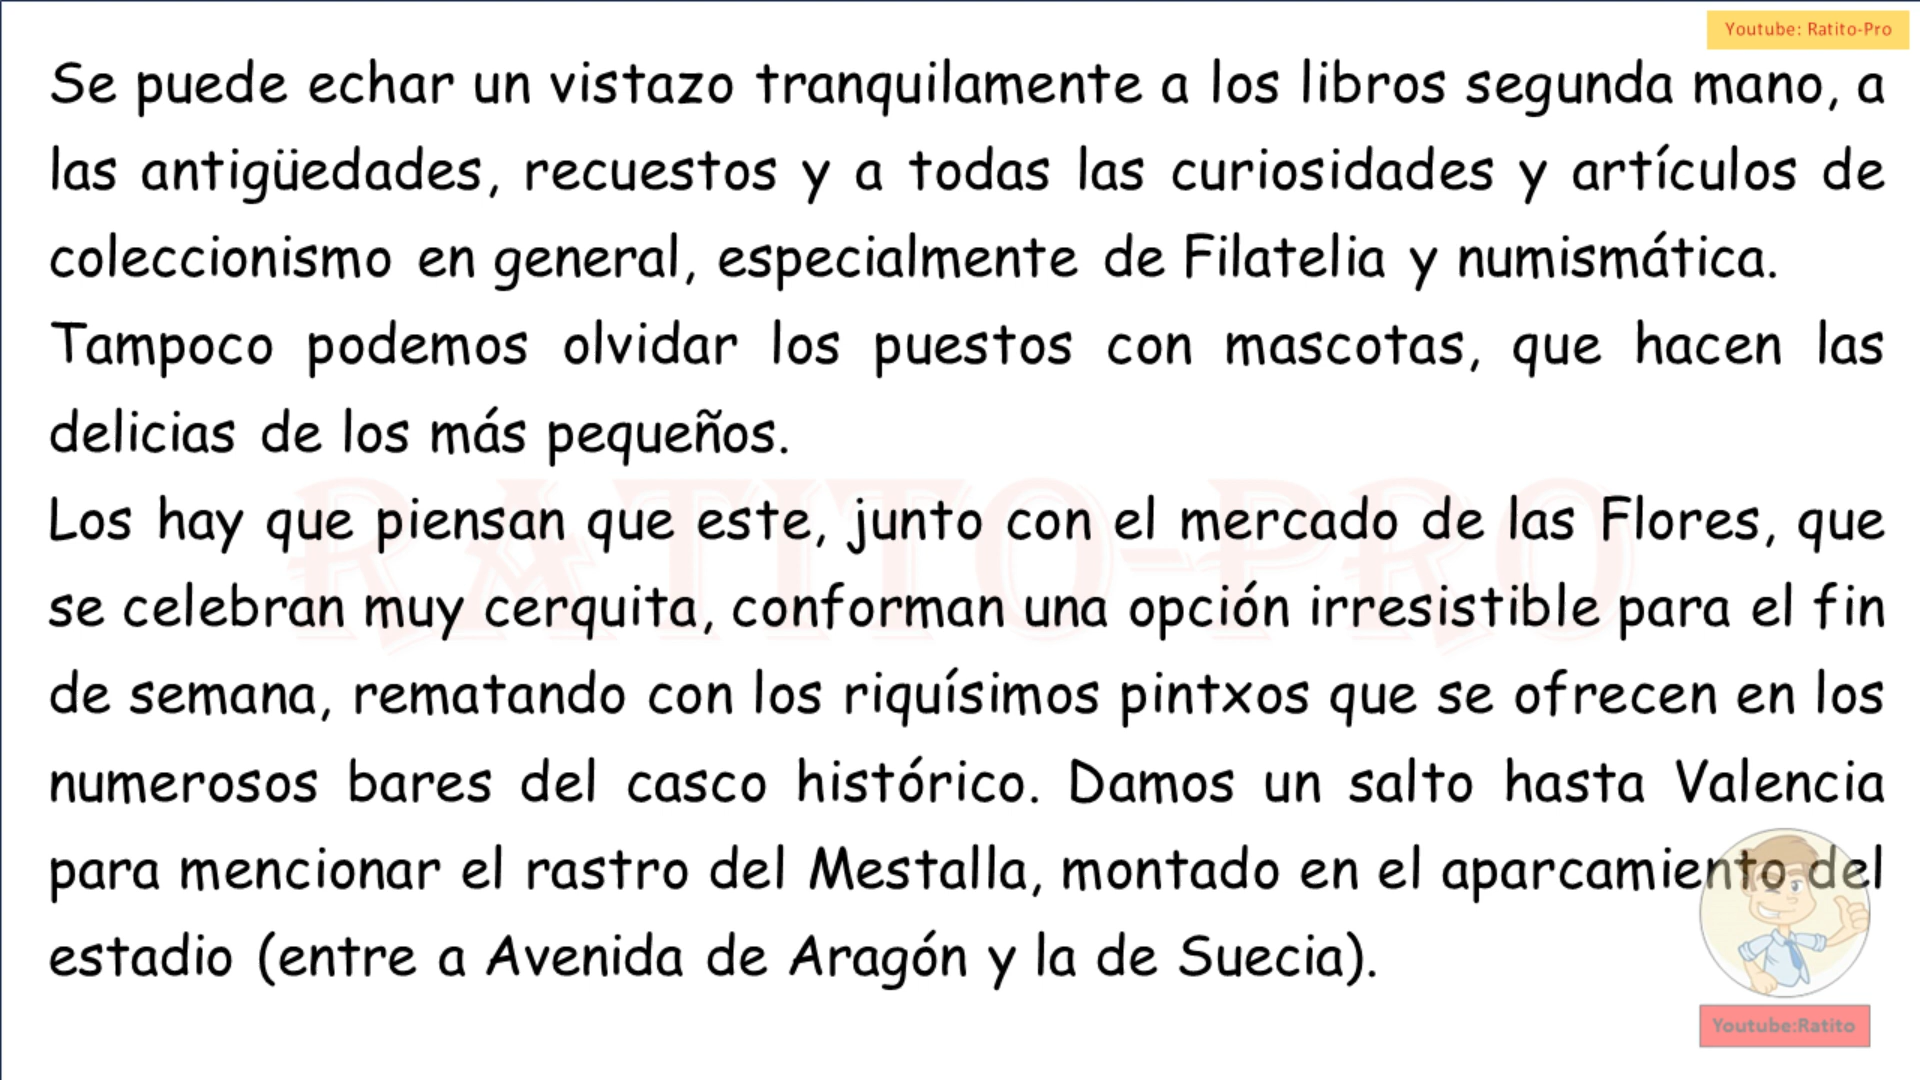 Youtube: Ratito-Pro
Se puede echar un vistazo tranquilamente a los libros segunda mano, a
las antigüedades, recuestos y a todas las curiosidades y artículos de
coleccionismo en general, especialmente de Filatelia y numismática.
Tampoco podemos olvidar los puestos con mascotas, que hacen las
delicias de los más pequeños.
RATITO-PRO
Los hay que piensan que este, junto con el mercado de las Flores, que
se celebran muy cerquita, conforman una opción irresistible para el fin
de semana, rematando con los riquísimos pintxos que se ofrecen en los
numerosos bares del casco histórico. Damos un salto hasta Valencia
para mencionar el rastro del Mestalla, montado en el aparcamiento del
estadio (entre a Avenida de Aragón y la de Suecia).
Youtube:Ratito